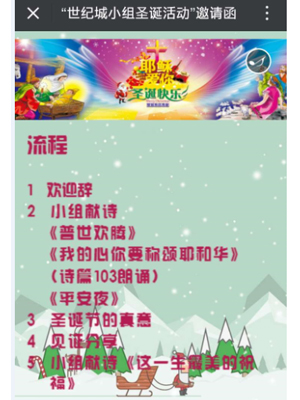 “世纪城小组圣诞活动”邀请函
耶稣
爱你
圣诞快乐
流程
1 欢迎辞
2 小组献诗
《普世欢腾》
《我的心你要称颂耶和华》
（诗篇103朗诵）
《平安夜》
3 圣诞节的真意
4 见证分享
5 小组献诗《这一生最美的祝
福》